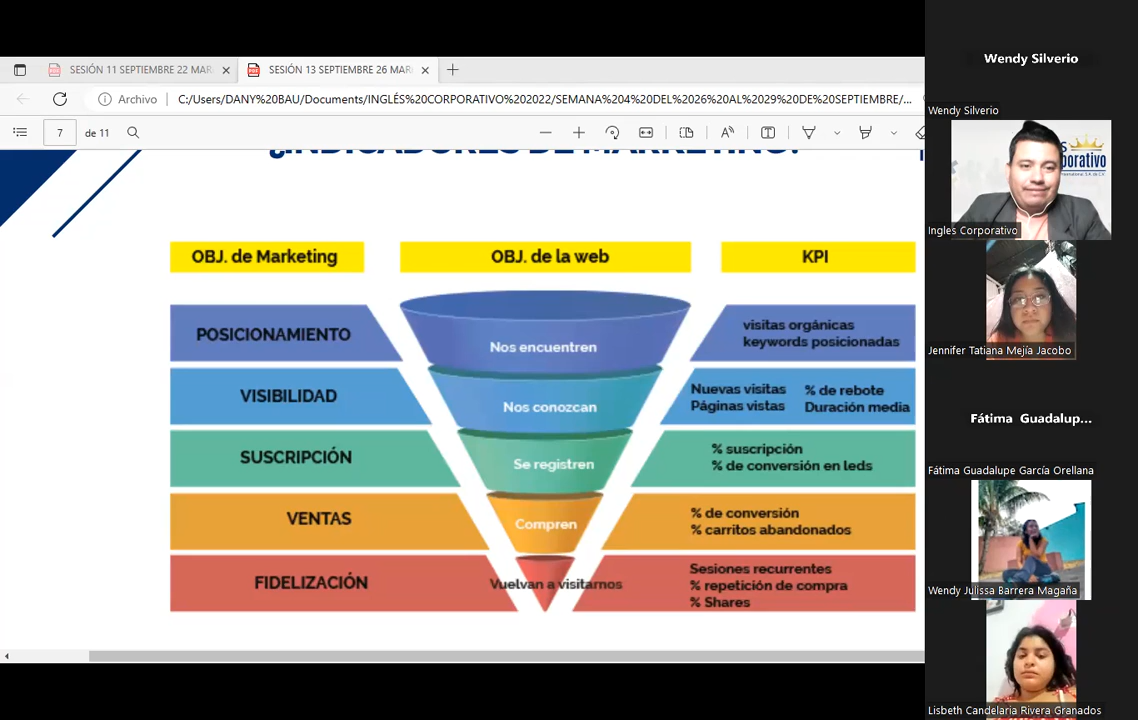 SESIÓN 11 SEPTIEMBRE 22 MAR
SESIÓN 13 SEPTIEMBRE 26 MAR
Archivo
C:/Users/DANY%20BAU/Documents/INGLÉS%20CORPORATIVO%202022/SEMANA%204%20DEL%2026%20AL%2029%20DE%20SEPTIEMBRE/...
7 de 11
¿INDICADORES DE MARKETING?
OBJ. de Marketing
OBJ. de la web
KPI
POSICIONAMIENTO
Nos encuentren
visitas orgánicas
keywords posicionadas
VISIBILIDAD
Nos conozcan
Nuevas visitas
Páginas vistas
% de rebote
Duración media
SUSCRIPCIÓN
Se registren
% suscripción
% de conversión en leds
VENTAS
Compren
% de conversión
% carritos abandonados
FIDELIZACIÓN
Vuelvan a visitarnos
Sesiones recurrentes
% repetición de compra
% Shares
Wendy Silverio
Wendy Silverio
Ingles Corporativo
Jennifer Tatiana Mejía Jacobo
Fátima Guadalup...
Fátima Guadalupe García Orellana
Wendy Julissa Barrera Magaña
Lisbeth Candelaria Rivera Granados